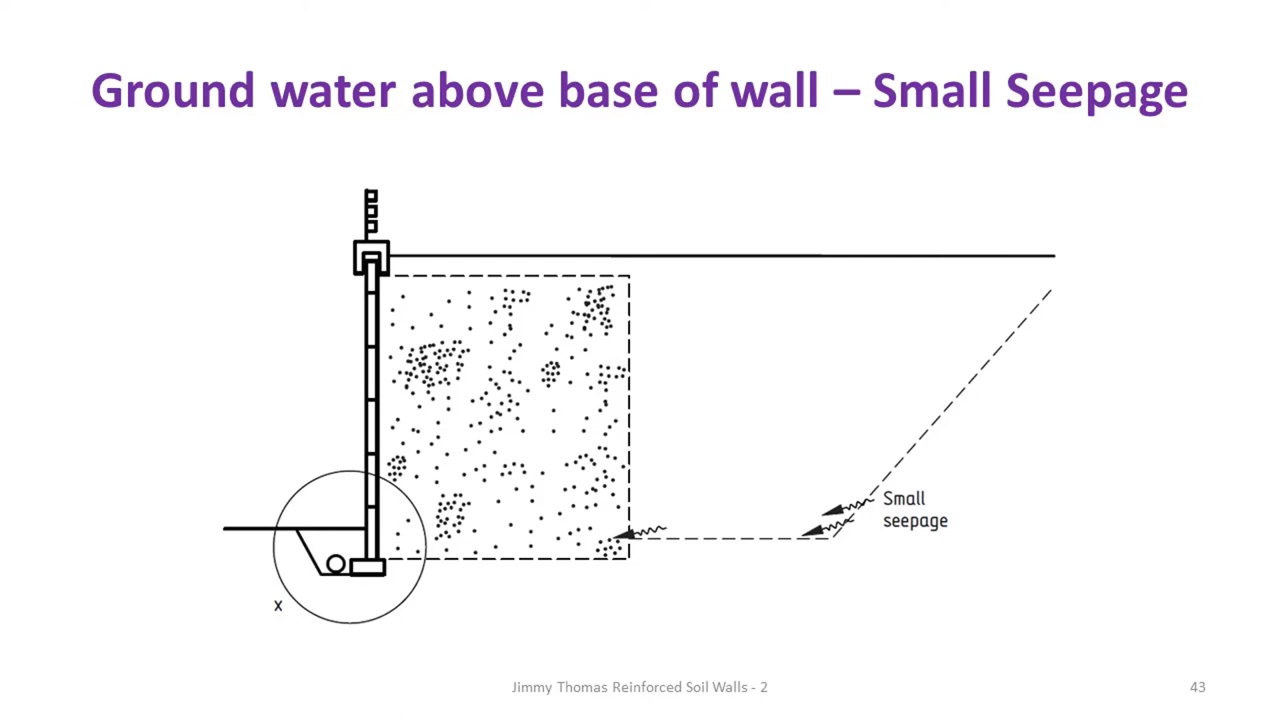 Ground water above base of wall – Small Seepage
Small
seepage
x
Jimmy Thomas Reinforced Soil Walls - 2
43